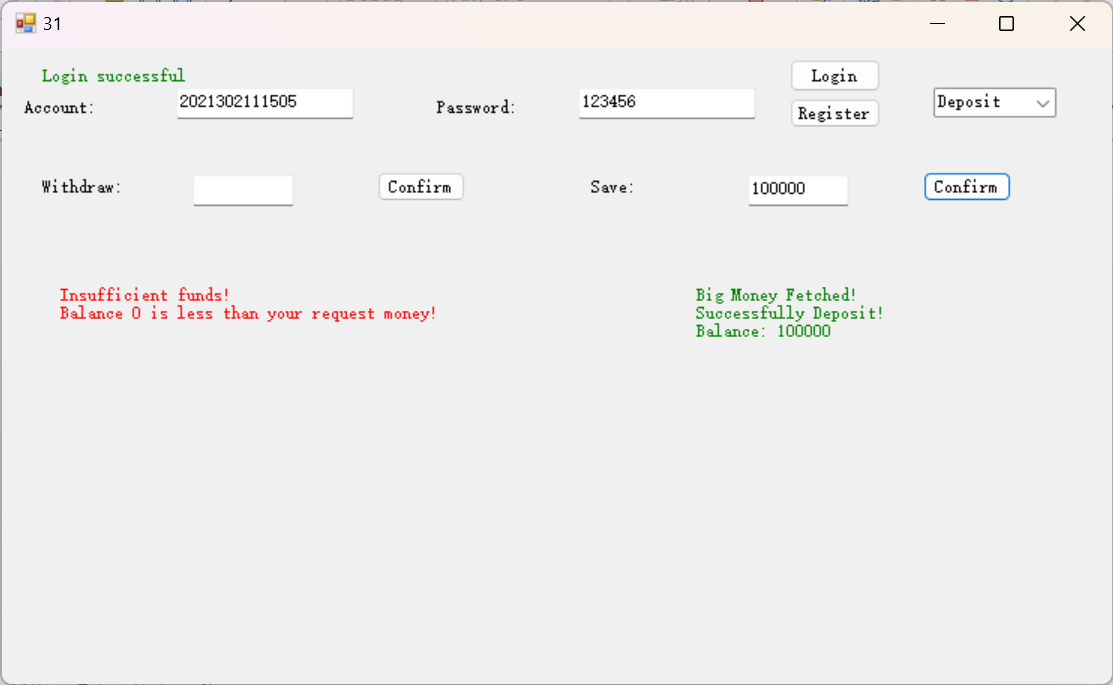 31
Login successful
Login
Account:
2021302111505
Password:
123456
Register
Deposit
Withdraw:
Confirm
Save:
100000
Confirm
Insufficient funds!
Balance 0 is less than your request money!
Big Money Fetched!
Successfully Deposit!
Balance: 100000